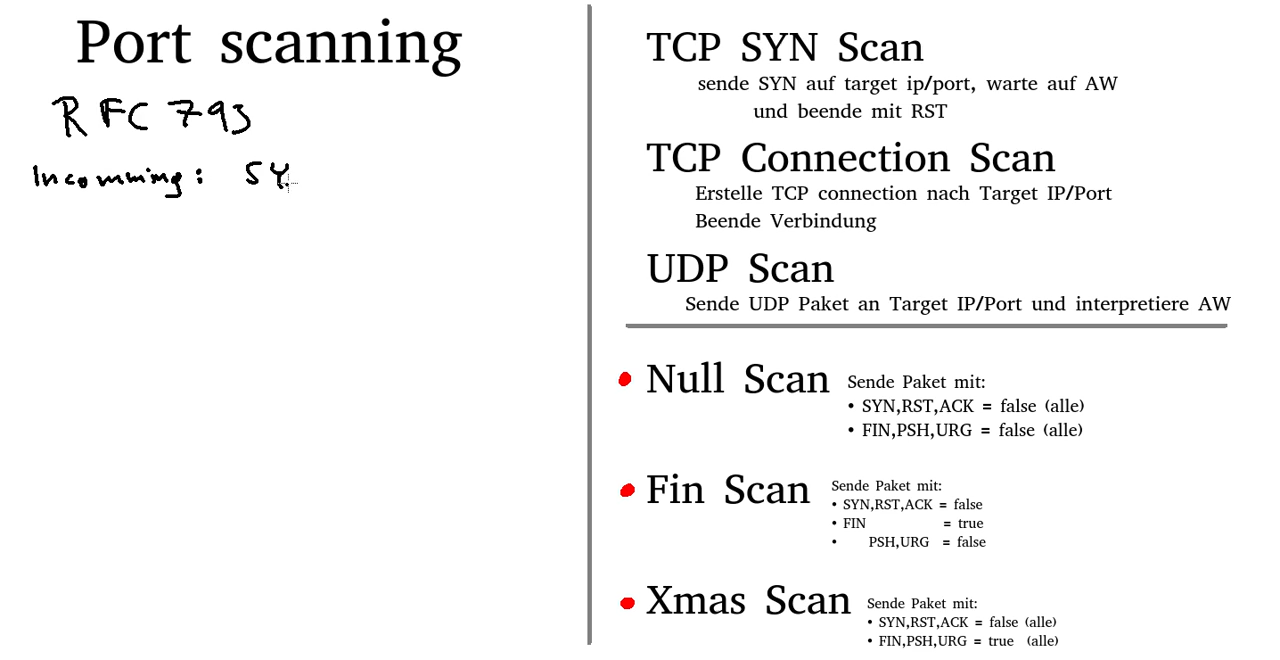 Port scanning
RFC 793
Incomming: SY
TCP SYN Scan
sende SYN auf target ip/port, warte auf AW
und beende mit RST
TCP Connection Scan
Erstelle TCP connection nach Target IP/Port
Beende Verbindung
UDP Scan
Sende UDP Paket an Target IP/Port und interpretiere AW
Null Scan
Sende Paket mit:
• SYN,RST,ACK = false (alle)
• FIN,PSH,URG = false (alle)
Fin Scan
Sende Paket mit:
• SYN,RST,ACK = false
• FIN = true
• PSH,URG = false
Xmas Scan
Sende Paket mit:
• SYN,RST,ACK = false (alle)
• FIN,PSH,URG = true (alle)